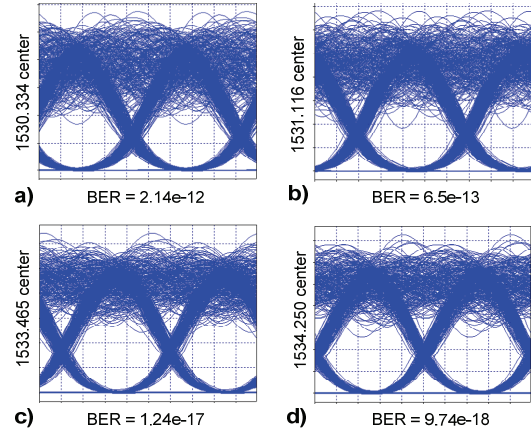 1530.334 center
a)
BER = 2.14e-12
1531.116 center
b)
BER = 6.5e-13
1533.465 center
c)
BER = 1.24e-17
1534.250 center
d)
BER = 9.74e-18